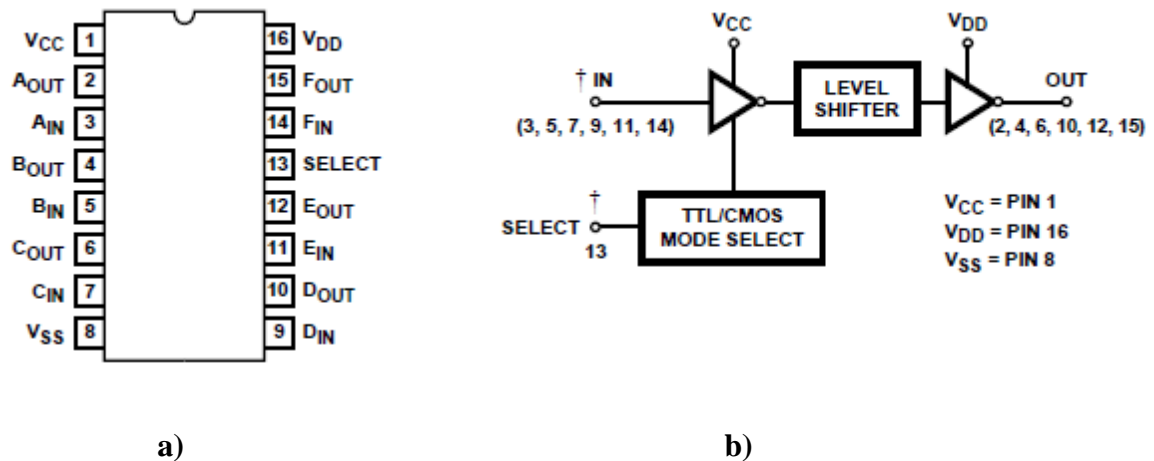 VCC 1
AOUT 2
AIN 3
BOUT 4
BIN 5
COUT 6
CIN 7
VSS 8
16 VDD
15 FOUT
14 FIN
13 SELECT
12 EOUT
11 EIN
10 DOUT
9 DIN
a)
VCC
VDD
† IN
(3, 5, 7, 9, 11, 14)
LEVEL
SHIFTER
OUT
(2, 4, 6, 10, 12, 15)
†
SELECT
13
TTL/CMOS
MODE SELECT
VCC = PIN 1
VDD = PIN 16
VSS = PIN 8
b)